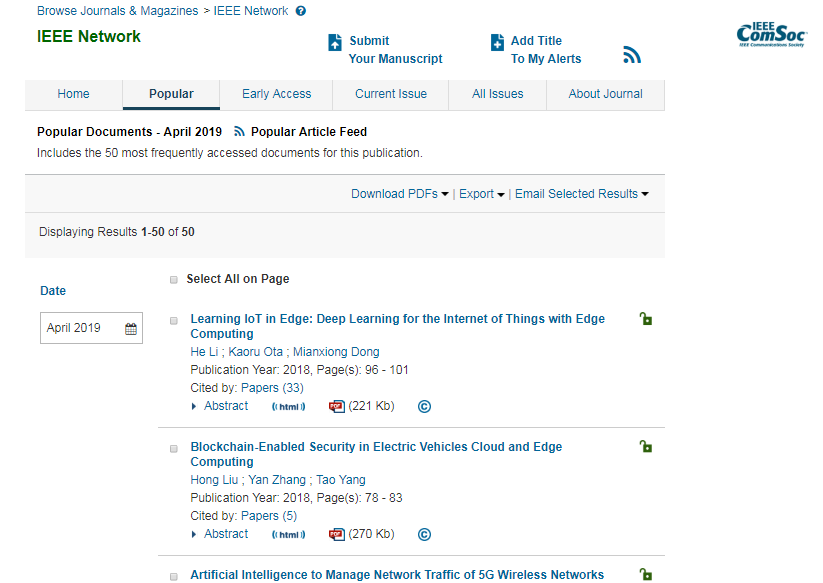 Browse Journals & Magazines > IEEE Network ?
IEEE Network
Submit
Your Manuscript
Add Title
To My Alerts
IEEE
ComSoc
IEEE Communications Society
Home Popular Early Access Current Issue All Issues About Journal
Popular Documents - April 2019 Popular Article Feed
Includes the 50 most frequently accessed documents for this publication.
Download PDFs | Export | Email Selected Results
Displaying Results 1-50 of 50
Date
April 2019
Select All on Page
Learning IoT in Edge: Deep Learning for the Internet of Things with Edge
Computing
He Li ; Kaoru Ota ; Mianxiong Dong
Publication Year: 2018, Page(s): 96 - 101
Cited by: Papers (33)
Abstract ((html)) PDF (221 Kb) ©
Blockchain-Enabled Security in Electric Vehicles Cloud and Edge
Computing
Hong Liu ; Yan Zhang ; Tao Yang
Publication Year: 2018, Page(s): 78 - 83
Cited by: Papers (5)
Abstract ((html)) PDF (270 Kb) ©
Artificial Intelligence to Manage Network Traffic of 5G Wireless Networks